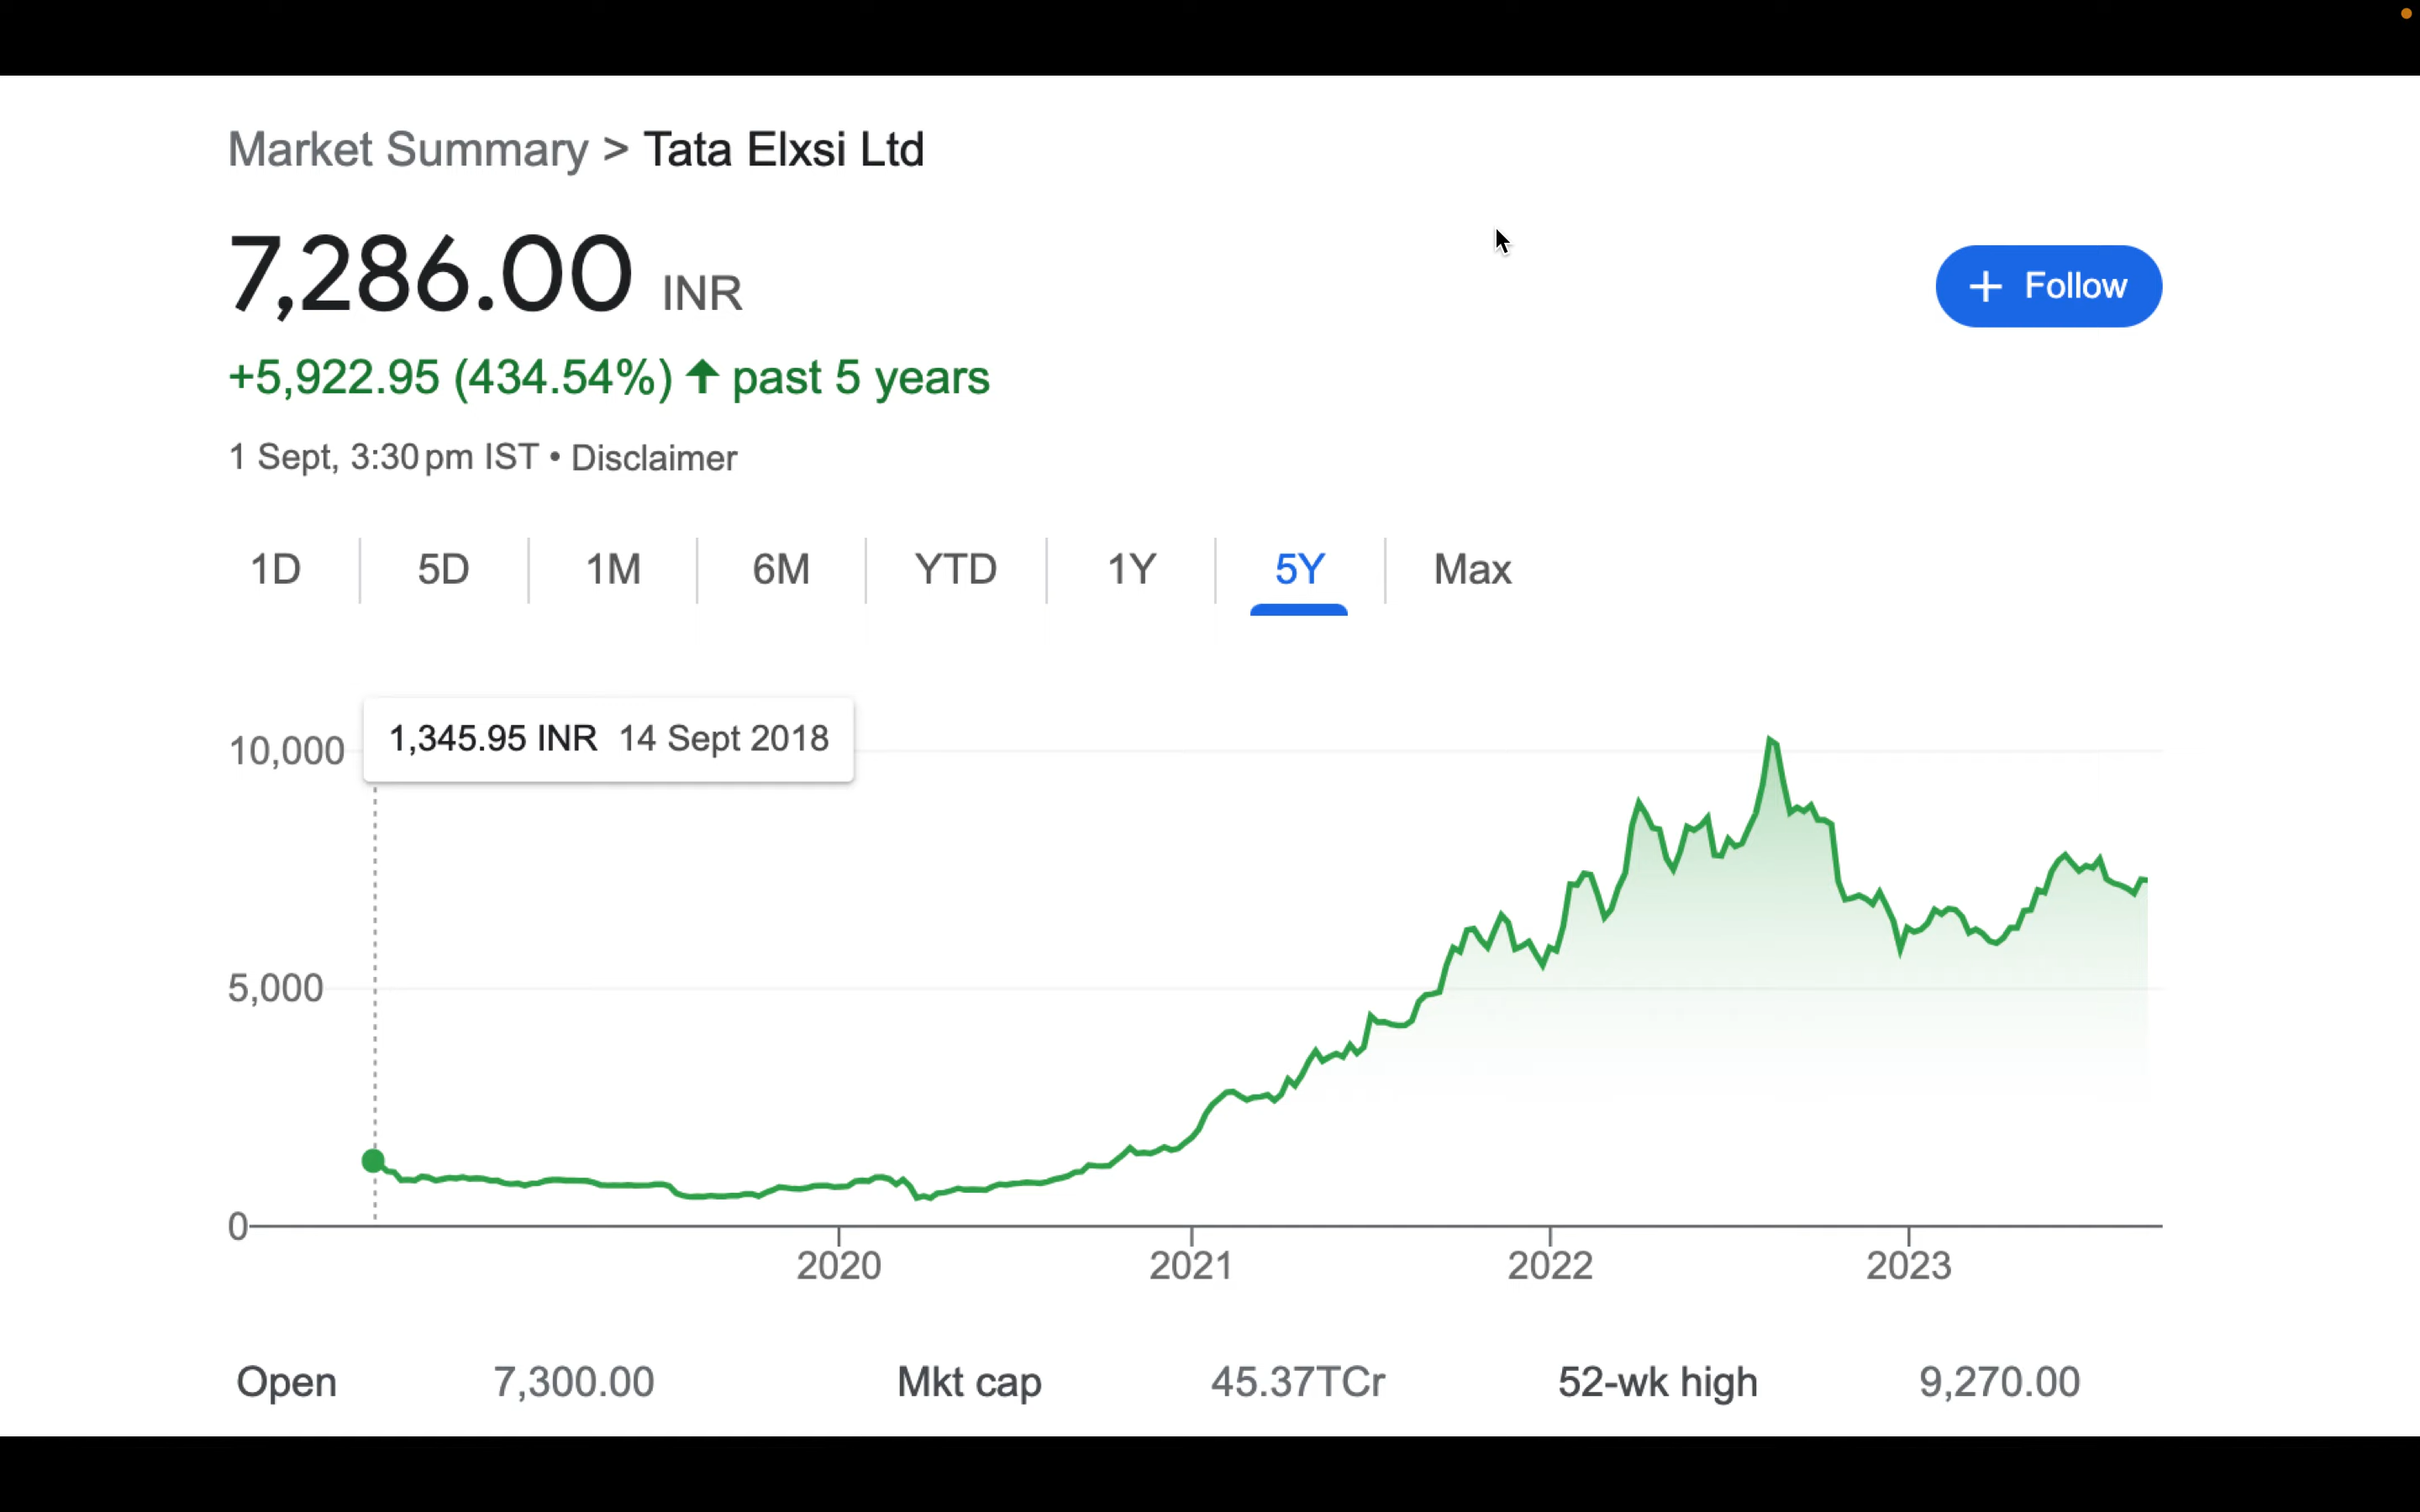 Market Summary > Tata Elxsi Ltd
7,286.00 INR
+ Follow
+5,922.95 (434.54%) ↑ past 5 years
1 Sept, 3:30 pm IST • Disclaimer
1D 5D 1M 6M YTD 1Y 5Y Max
1,345.95 INR 14 Sept 2018
10,000
5,000
0
2020 2021 2022 2023
Open 7,300.00 Mkt cap 45.37TCr 52-wk high 9,270.00